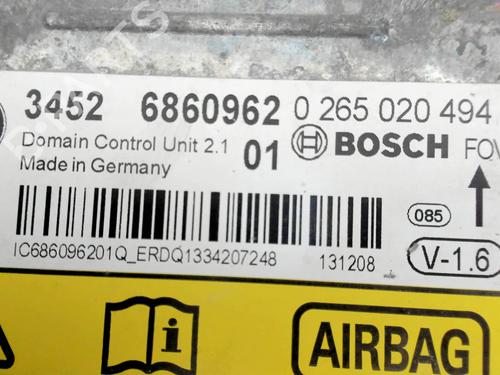 3452 6860962 0 265 020 494
Domain Control Unit 2.1 01 BOSCH
Made in Germany
085
IC686096201Q_ERDQ1334207248 131208
V-1.6
i AIRBAG